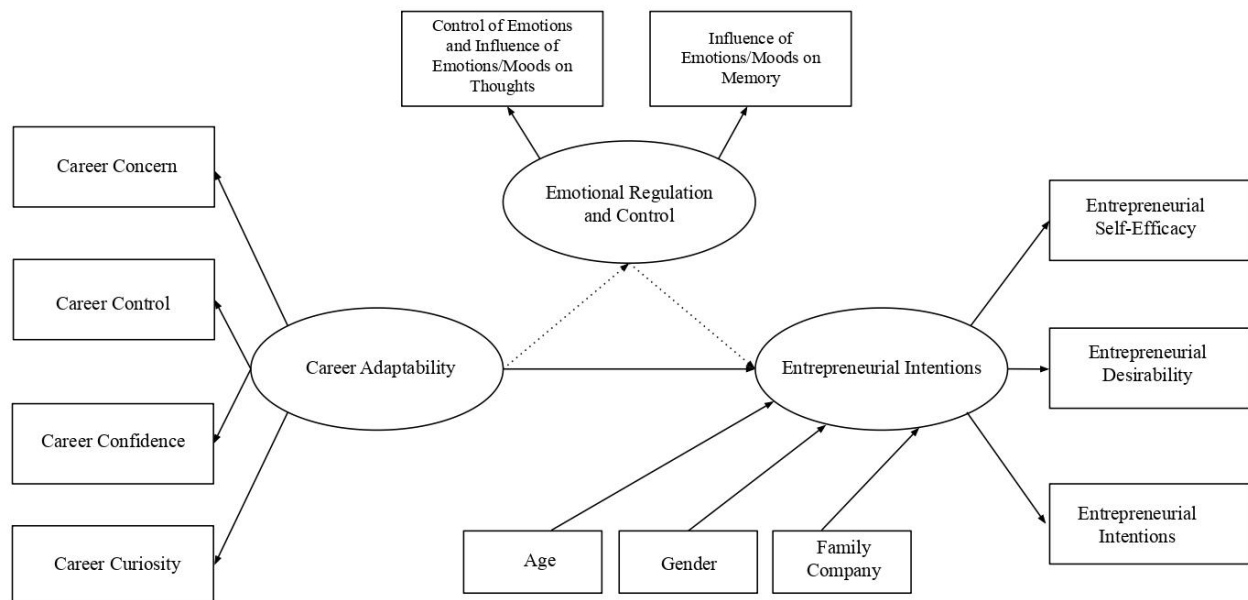 Control of Emotions
and Influence of
Emotions/Moods on
Thoughts
Influence of
Emotions/Moods on
Memory
Career Concern
Emotional Regulation
and Control
Entrepreneurial
Self-Efficacy
Career Control
Career Adaptability
Entrepreneurial Intentions
Entrepreneurial
Desirability
Career Confidence
Career Curiosity
Age
Gender
Family
Company
Entrepreneurial
Intentions